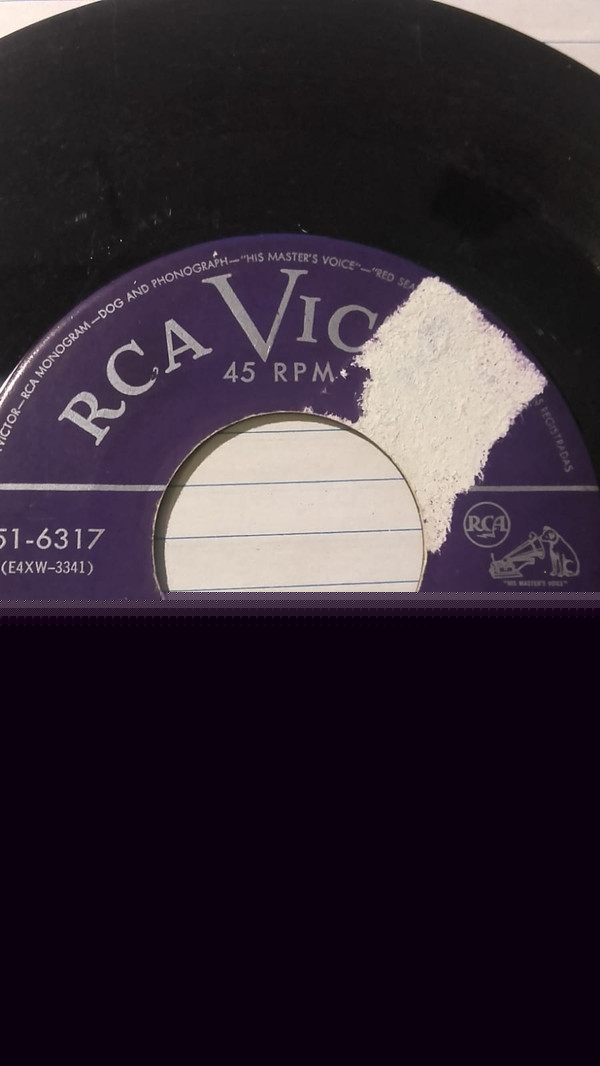 VICTOR—RCA MONOGRAM—DOG AND PHONOGRAPH—"HIS MASTER'S VOICE"—"RED SEA
REGISTRADAS
RCA VIC
45 RPM
51-6317
(E4XW-3341)
RCA
"HIS MASTER'S VOICE"